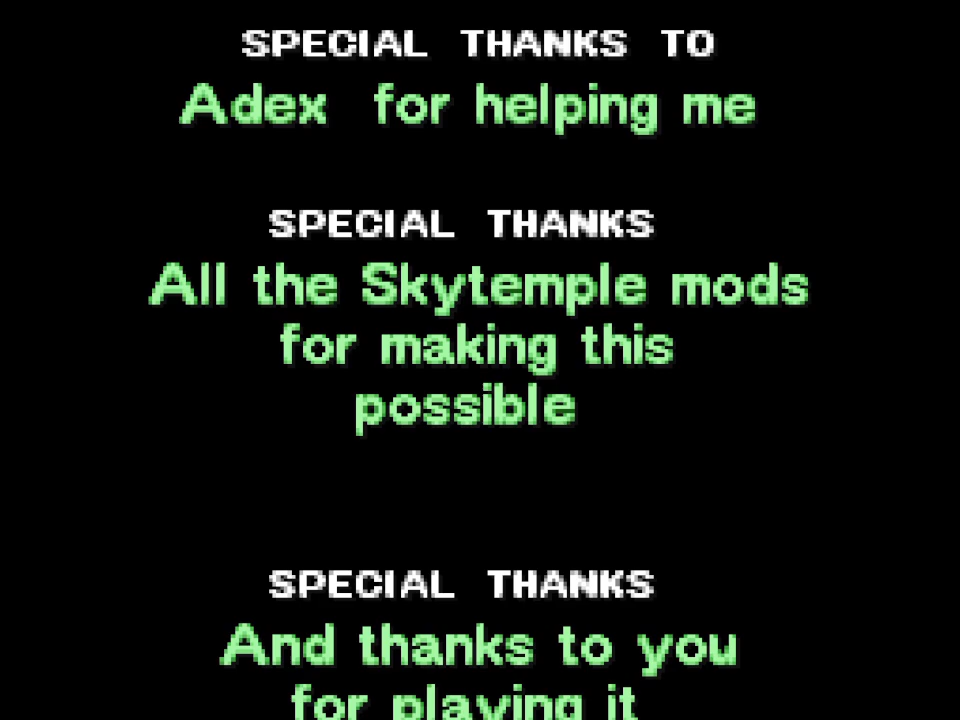 SPECIAL THANKS TO
Adex for helping me
SPECIAL THANKS
All the Skytemple mods
for making this
possible
SPECIAL THANKS
And thanks to you
for playing it